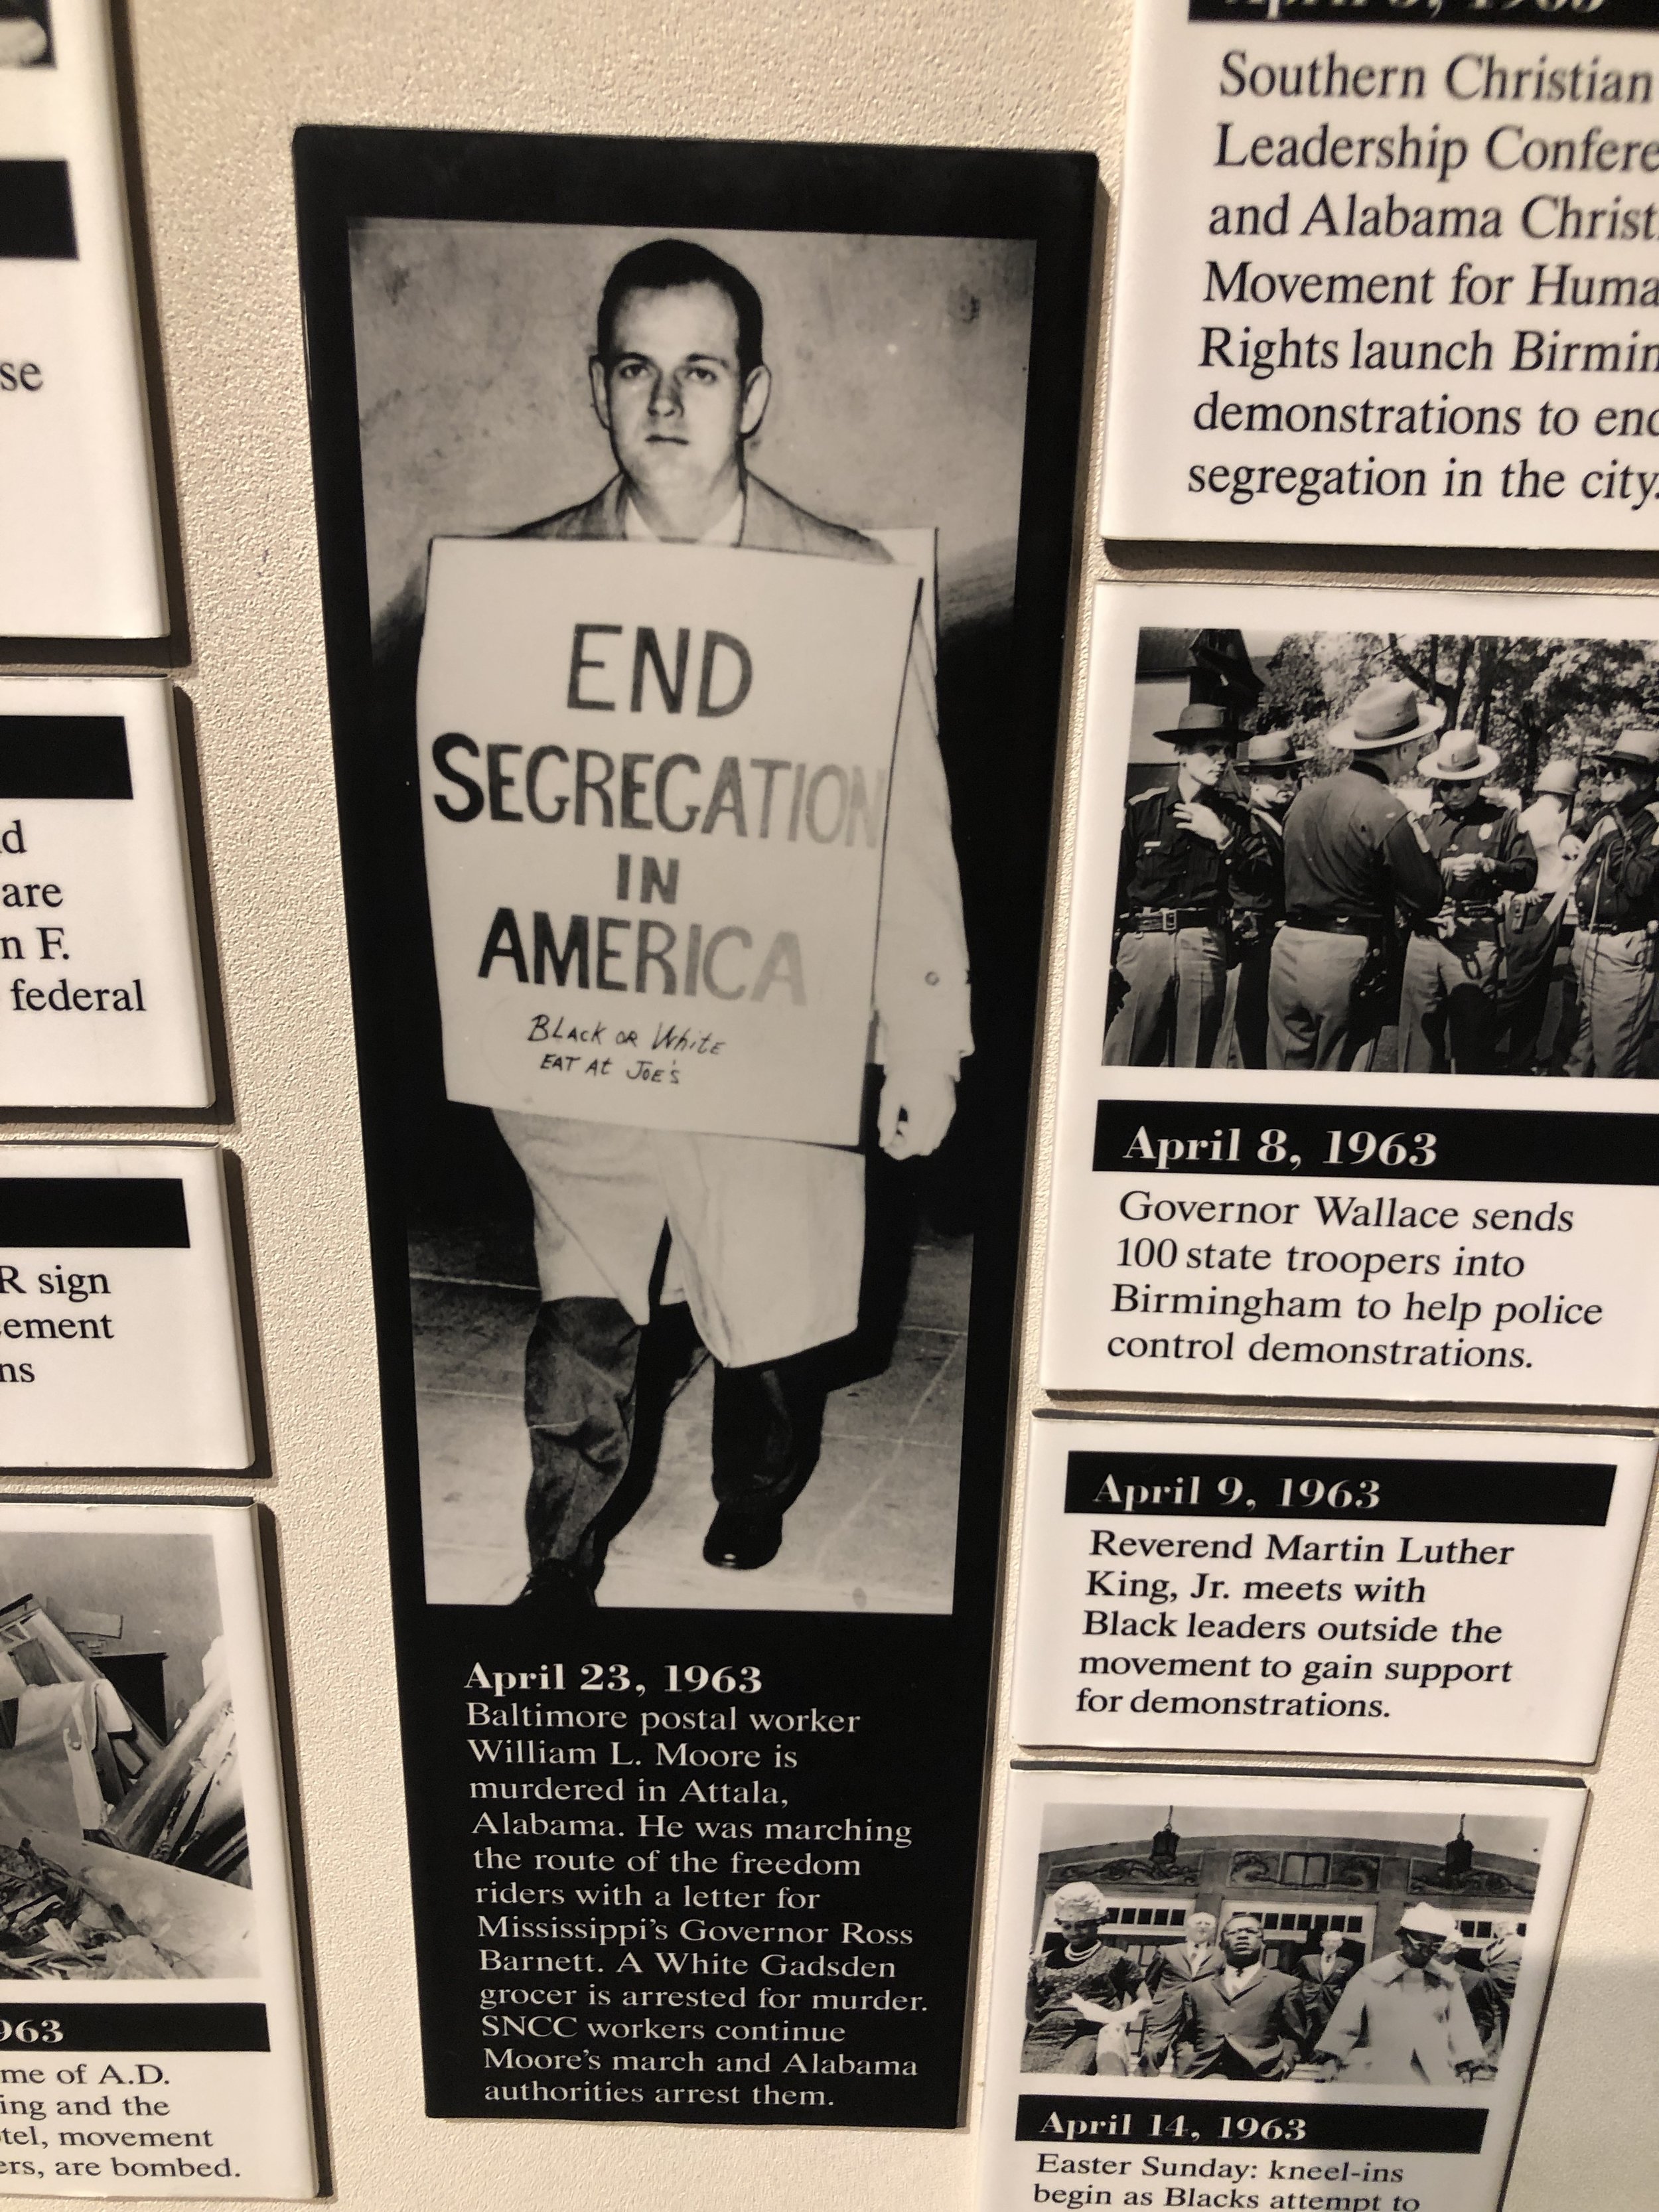 se
d
are
n F.
federal
R sign
ement
ns
963
me of A.D.
ing and the
tel, movement
ers, are bombed.
END
SEGREGATION
IN
AMERICA
BLACK OR WHITE
EAT AT JOE'S
April 23, 1963
Baltimore postal worker
William L. Moore is
murdered in Attala,
Alabama. He was marching
the route of the freedom
riders with a letter for
Mississippi's Governor Ross
Barnett. A White Gadsden
grocer is arrested for murder.
SNCC workers continue
Moore's march and Alabama
authorities arrest them.
Southern Christian
Leadership Confere
and Alabama Christ
Movement for Huma
Rights launch Birmin
demonstrations to end
segregation in the city.
April 8, 1963
Governor Wallace sends
100 state troopers into
Birmingham to help police
control demonstrations.
April 9, 1963
Reverend Martin Luther
King, Jr. meets with
Black leaders outside the
movement to gain support
for demonstrations.
April 14, 1963
Easter Sunday: kneel-ins
begin as Blacks attempt to